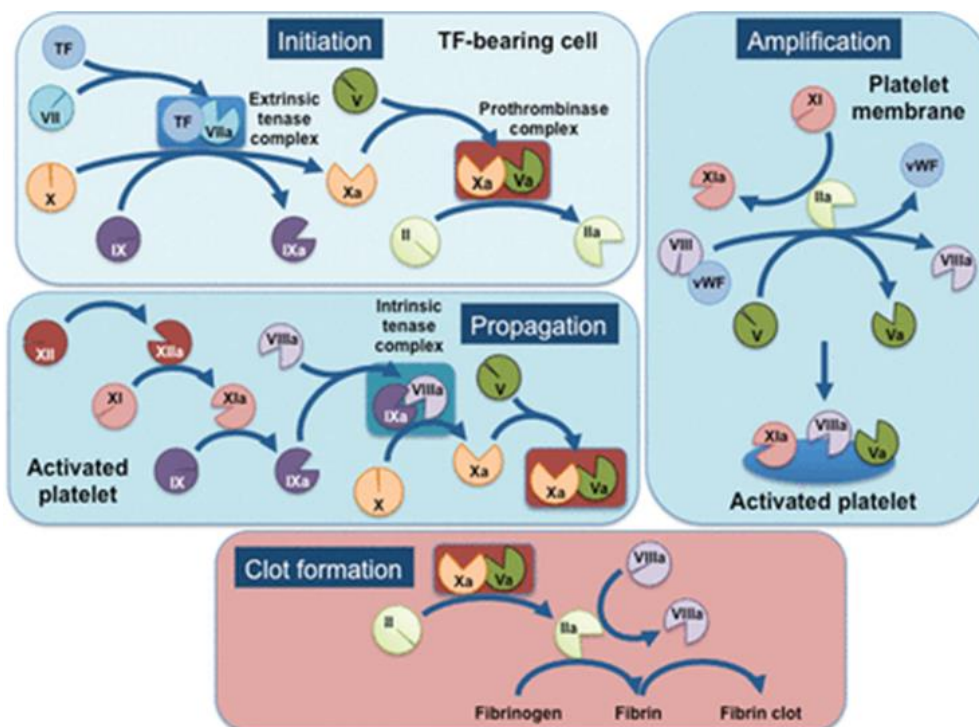 Initiation
TF-bearing cell
TF
VII
TF
VIIa
Extrinsic
tenase
complex
X
IX
IXa
Xa
V
Prothrombinase
complex
Xa
Va
II
IIa
Amplification
Platelet
membrane
XI
XIa
IIa
vWF
VIII
vWF
VIIIa
V
Va
XIa
VIIIa
Va
Activated platelet
Propagation
XII
XIIa
XI
XIa
IX
IXa
VIIIa
Intrinsic
tenase
complex
IXa
VIIIa
X
Xa
V
Xa
Va
Activated
platelet
Clot formation
Xa
Va
II
IIa
VIIIa
VIIIa
Fibrinogen
Fibrin
Fibrin clot